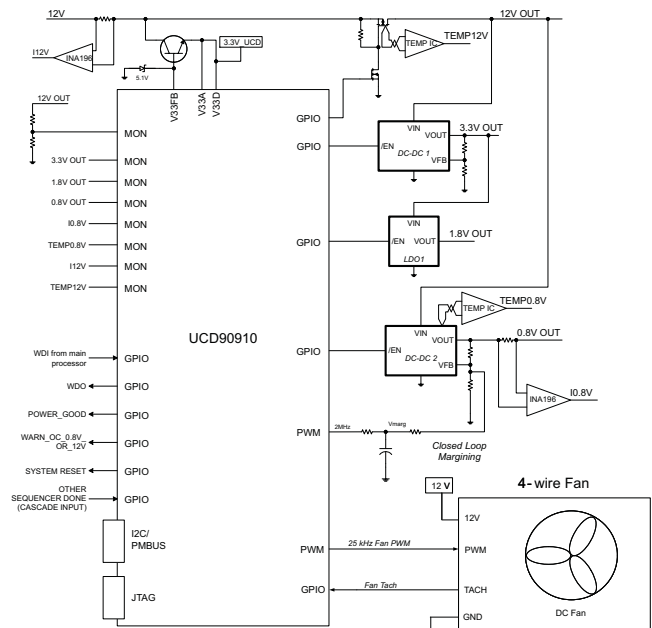 12V
12V OUT
I12V
INA196
5.1V
3.3V_UCD
TEMP IC
TEMP12V
V33FB
V33A
V33D
12V OUT
MON
3.3V OUT
MON
1.8V OUT
MON
0.8V OUT
MON
I0.8V
MON
TEMP0.8V
MON
I12V
MON
TEMP12V
MON
UCD90910
WDI from main
processor
GPIO
WDO
GPIO
POWER_GOOD
GPIO
WARN_OC_0.8V_
OR_12V
GPIO
SYSTEM RESET
GPIO
OTHER
SEQUENCER DONE
(CASCADE INPUT)
GPIO
I2C/
PMBUS
JTAG
GPIO
GPIO
VIN
/EN
VOUT
DC-DC 1
VFB
3.3V OUT
GPIO
VIN
/EN
VOUT
LDO1
1.8V OUT
TEMP IC
TEMP0.8V
GPIO
VIN
/EN
VOUT
DC-DC 2
VFB
0.8V OUT
INA196
I0.8V
PWM
2MHz
Vmarg
Closed Loop
Margining
4-wire Fan
12 V
12V
PWM
25 kHz Fan PWM
PWM
GPIO
Fan Tach
TACH
GND
DC Fan